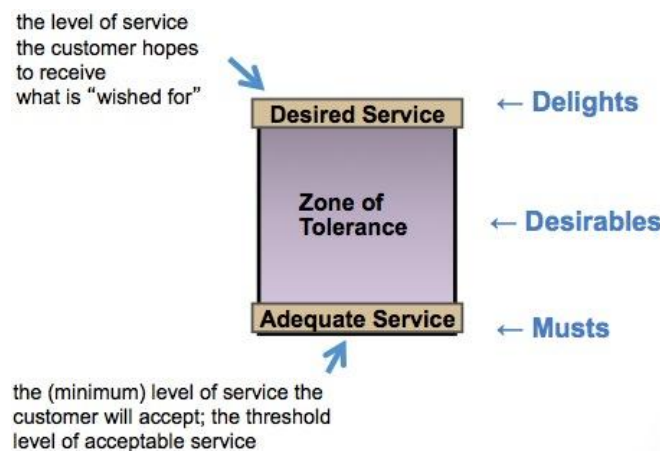 the level of service
the customer hopes
to receive
what is “wished for”
Desired Service
← Delights
Zone of
Tolerance
← Desirables
Adequate Service
← Musts
the (minimum) level of service the
customer will accept; the threshold
level of acceptable service